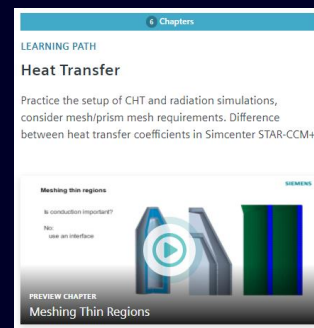 6 Chapters
LEARNING PATH
Heat Transfer
Practice the setup of CHT and radiation simulations,
consider mesh/prism mesh requirements. Difference
between heat transfer coefficients in Simcenter STAR-CCM+
Meshing thin regions
SIEMENS
Is conduction important?
No:
use an interface
PREVIEW CHAPTER
Meshing Thin Regions